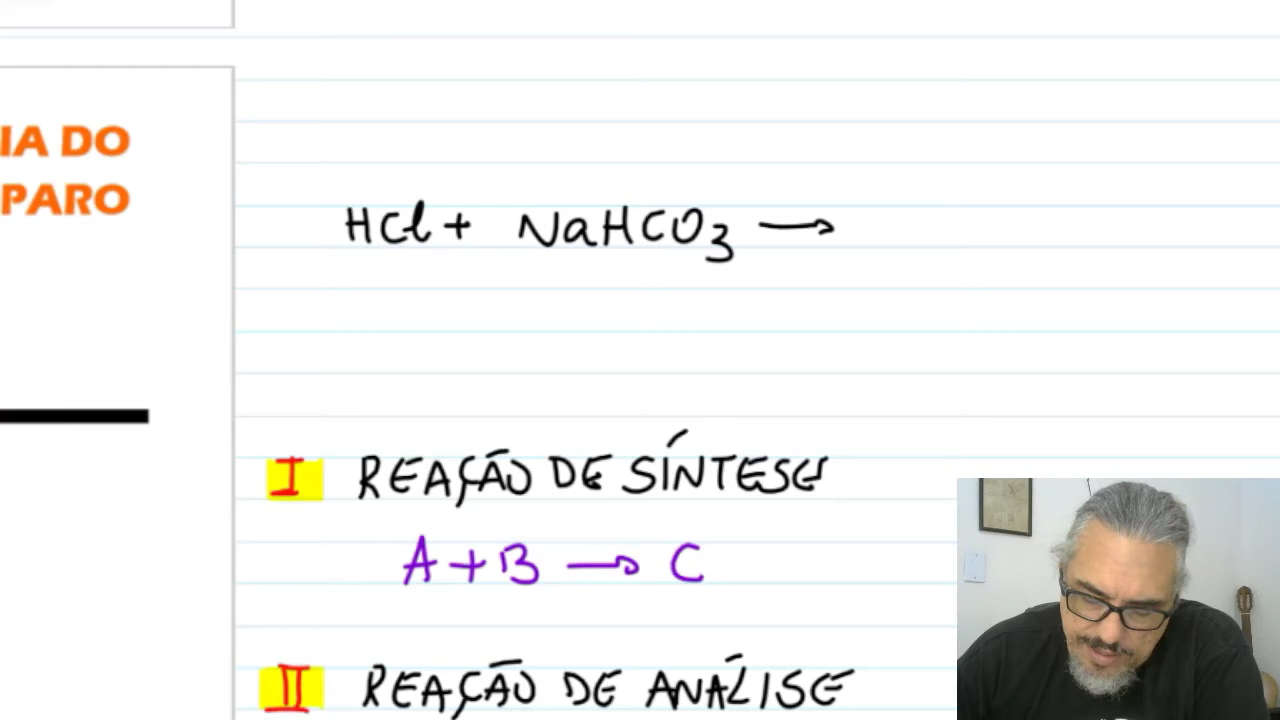 IA DO
PARO
HCl + NaHCO3 →
I REAÇÃO DE SÍNTESE
A + B → C
II REAÇÃO DE ANÁLISE